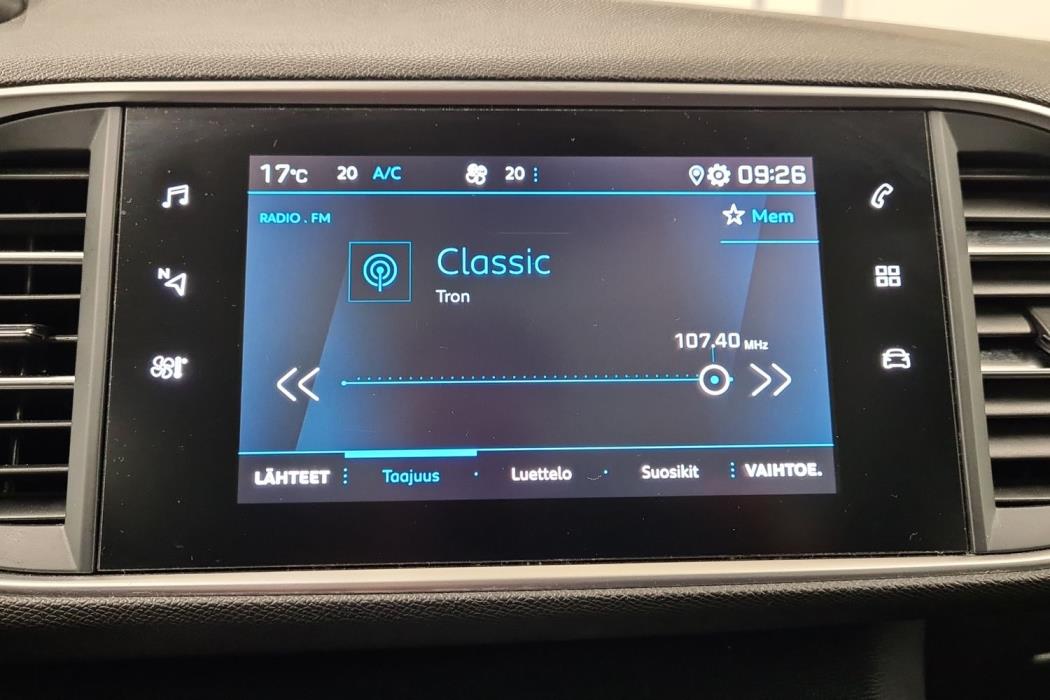 17°C 20 A/C 20 09:26
RADIO . FM
Mem
Classic
Tron
107.40 MHz
N
LÄHTEET Taajuus Luettelo Suosikit VAIHTOE.